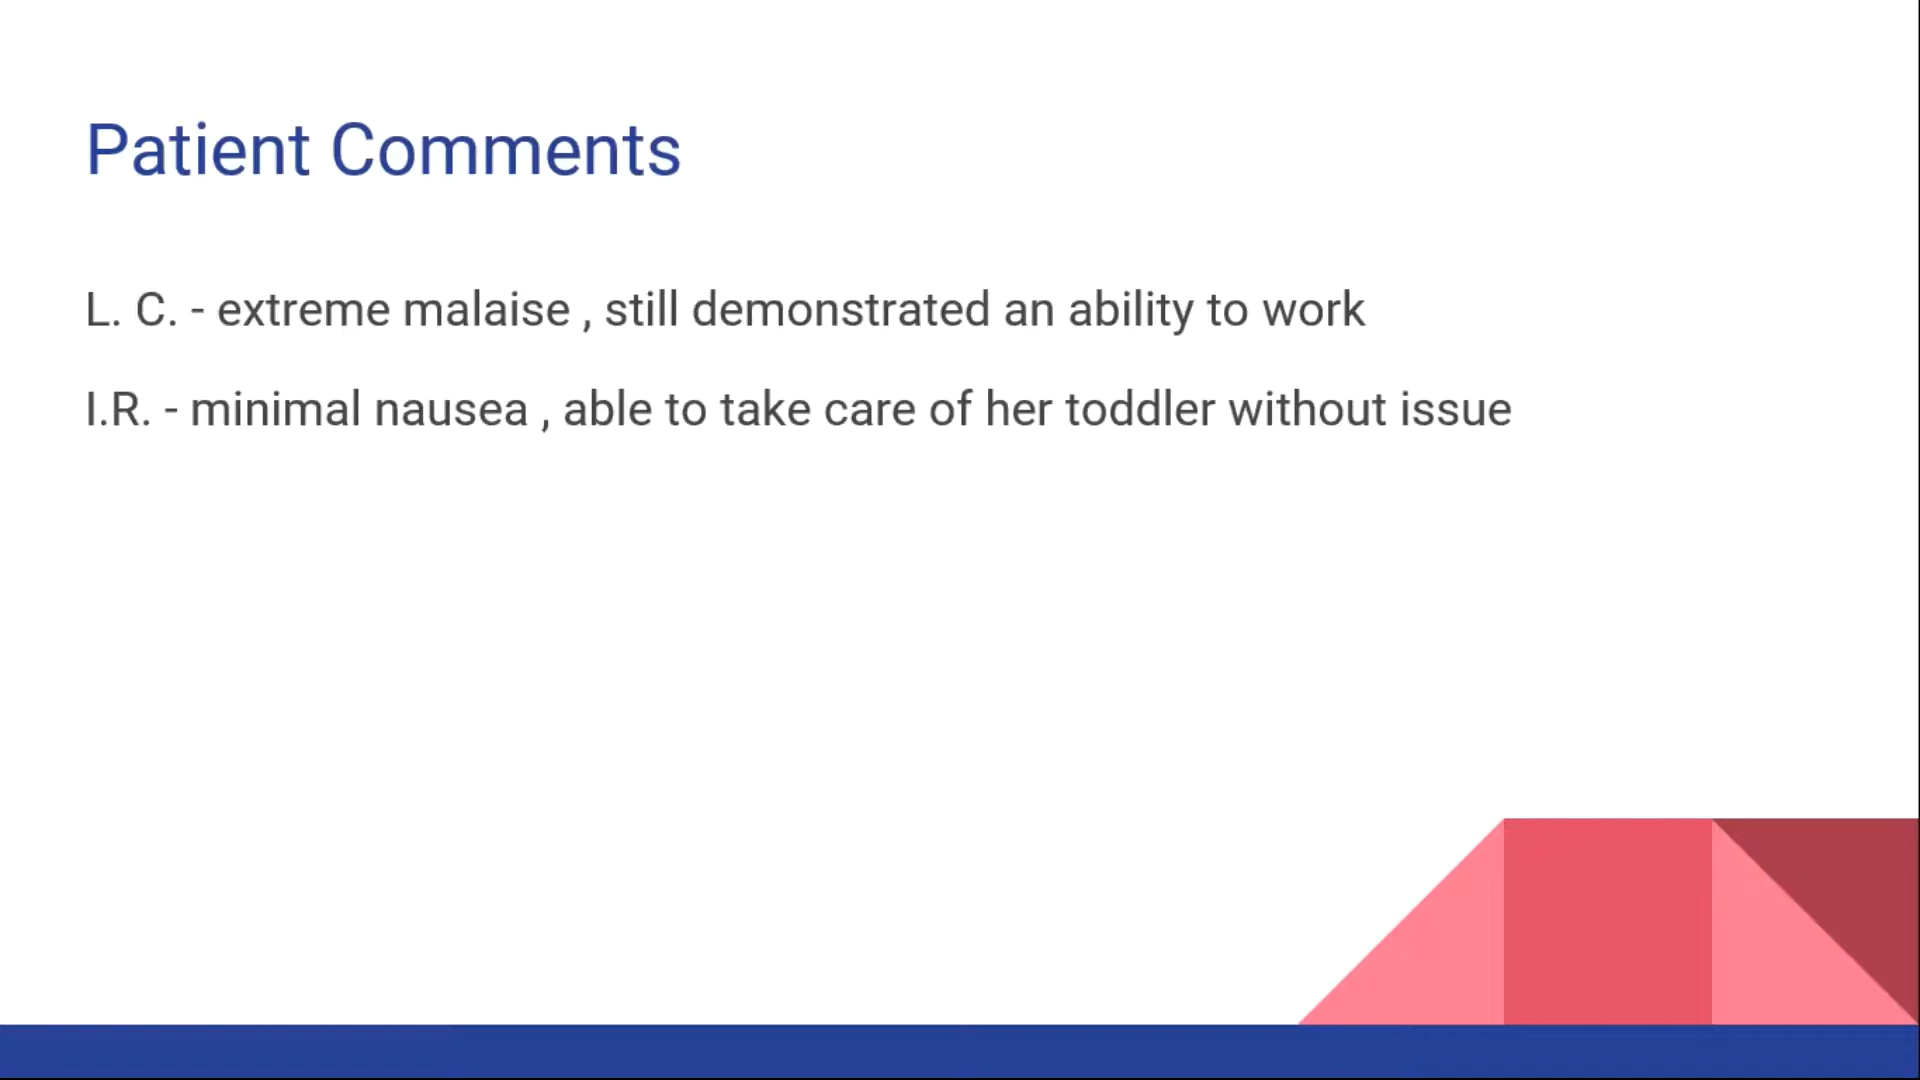 Patient Comments
L. C. - extreme malaise , still demonstrated an ability to work
I.R. - minimal nausea , able to take care of her toddler without issue